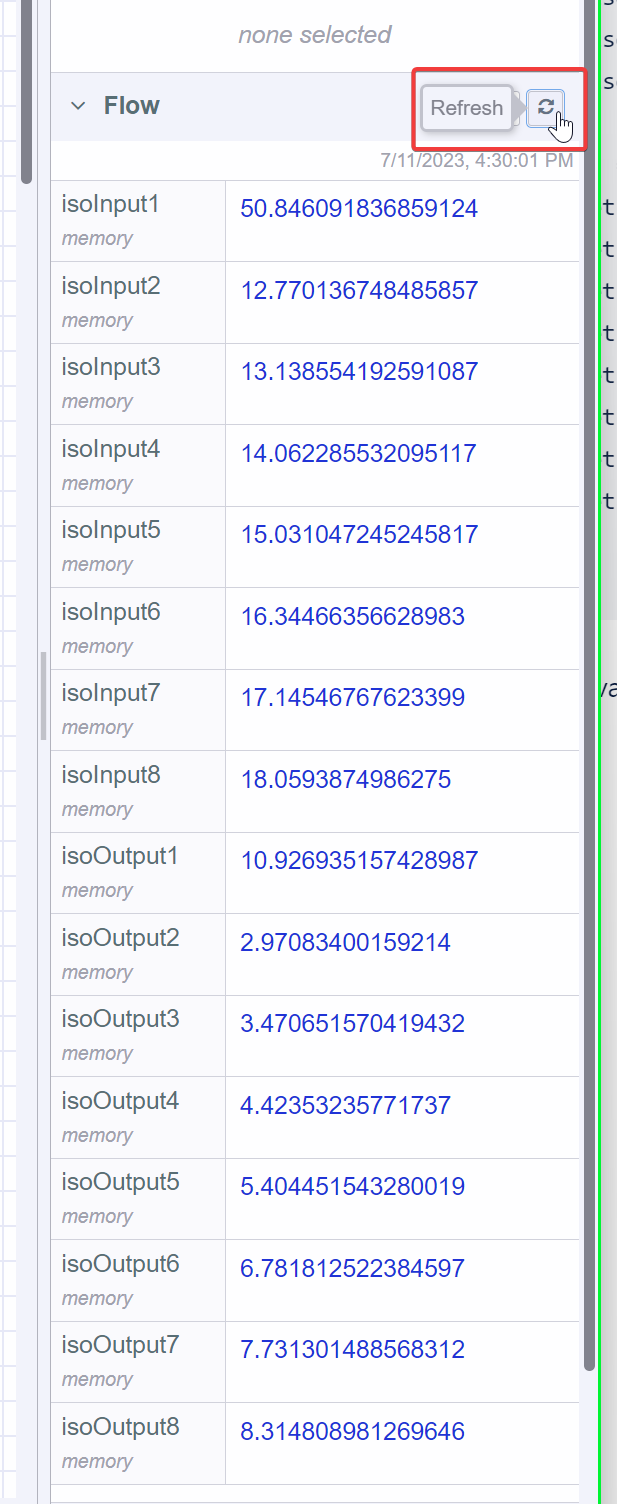 none selected
Flow
Refresh
7/11/2023, 4:30:01 PM
isoInput1 50.846091836859124
memory
isoInput2 12.770136748485857
memory
isoInput3 13.138554192591087
memory
isoInput4 14.062285532095117
memory
isoInput5 15.031047245245817
memory
isoInput6 16.34466356628983
memory
isoInput7 17.14546767623399
memory
isoInput8 18.0593874986275
memory
isoOutput1 10.926935157428987
memory
isoOutput2 2.97083400159214
memory
isoOutput3 3.470651570419432
memory
isoOutput4 4.42353235771737
memory
isoOutput5 5.404451543280019
memory
isoOutput6 6.781812522384597
memory
isoOutput7 7.731301488568312
memory
isoOutput8 8.314808981269646
memory